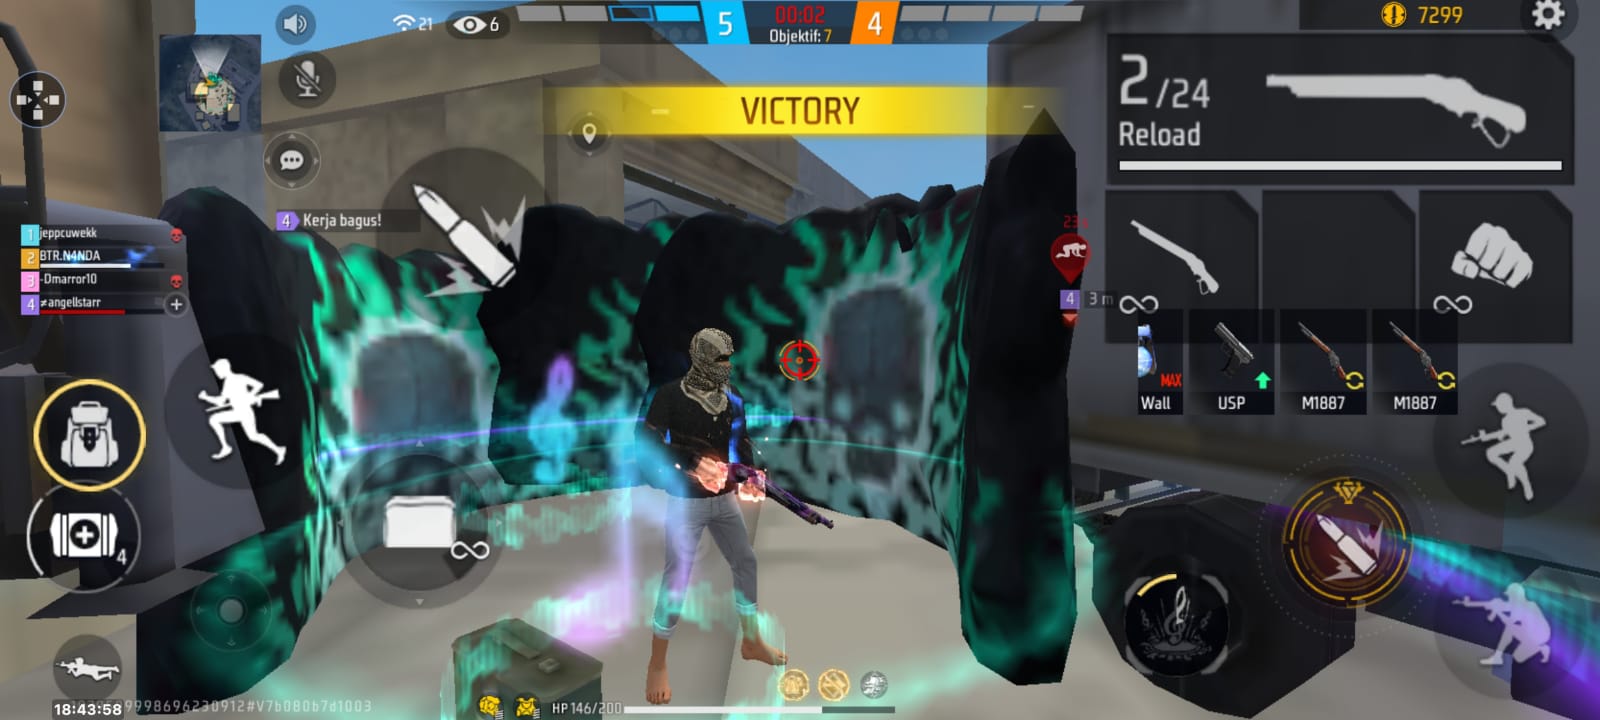 21
6
5
00:02
Objektif: 7
4
7299
VICTORY
2/24
Reload
4 Kerja bagus!
1 jeppcuwekk
2 BTR.N4NDA
3 -Dmarror10
4 ≠angellstarr
4 3 m
MAX
Wall
USP
M1887
M1887
4
HP 146/200
18:43:58